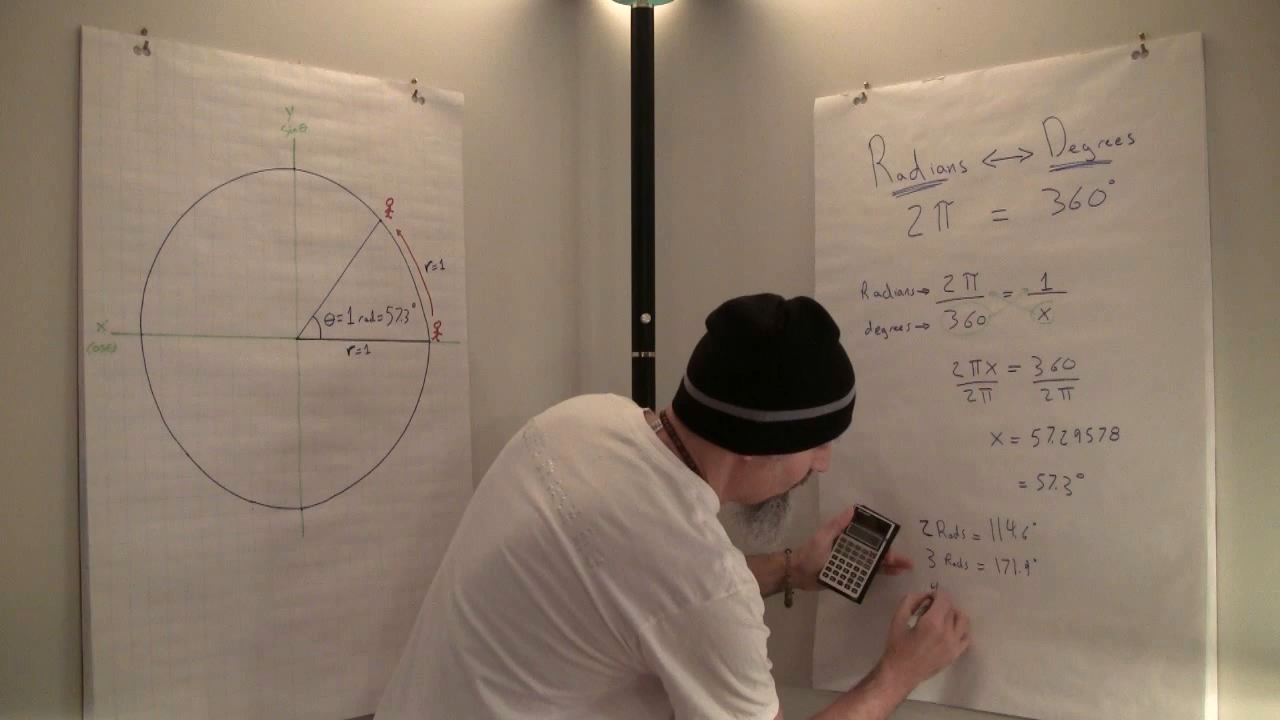 y
sinθ
r=1
θ=1 rad=57.3°
x
cosθ
r=1
Radians ↔ Degrees
2π = 360°
Radians→ 2π/360 = 1/x
degrees→
2πx/2π = 360/2π
x = 57.29578
= 57.3°
2 Rads = 114.6°
3 Rads = 171.9°
4